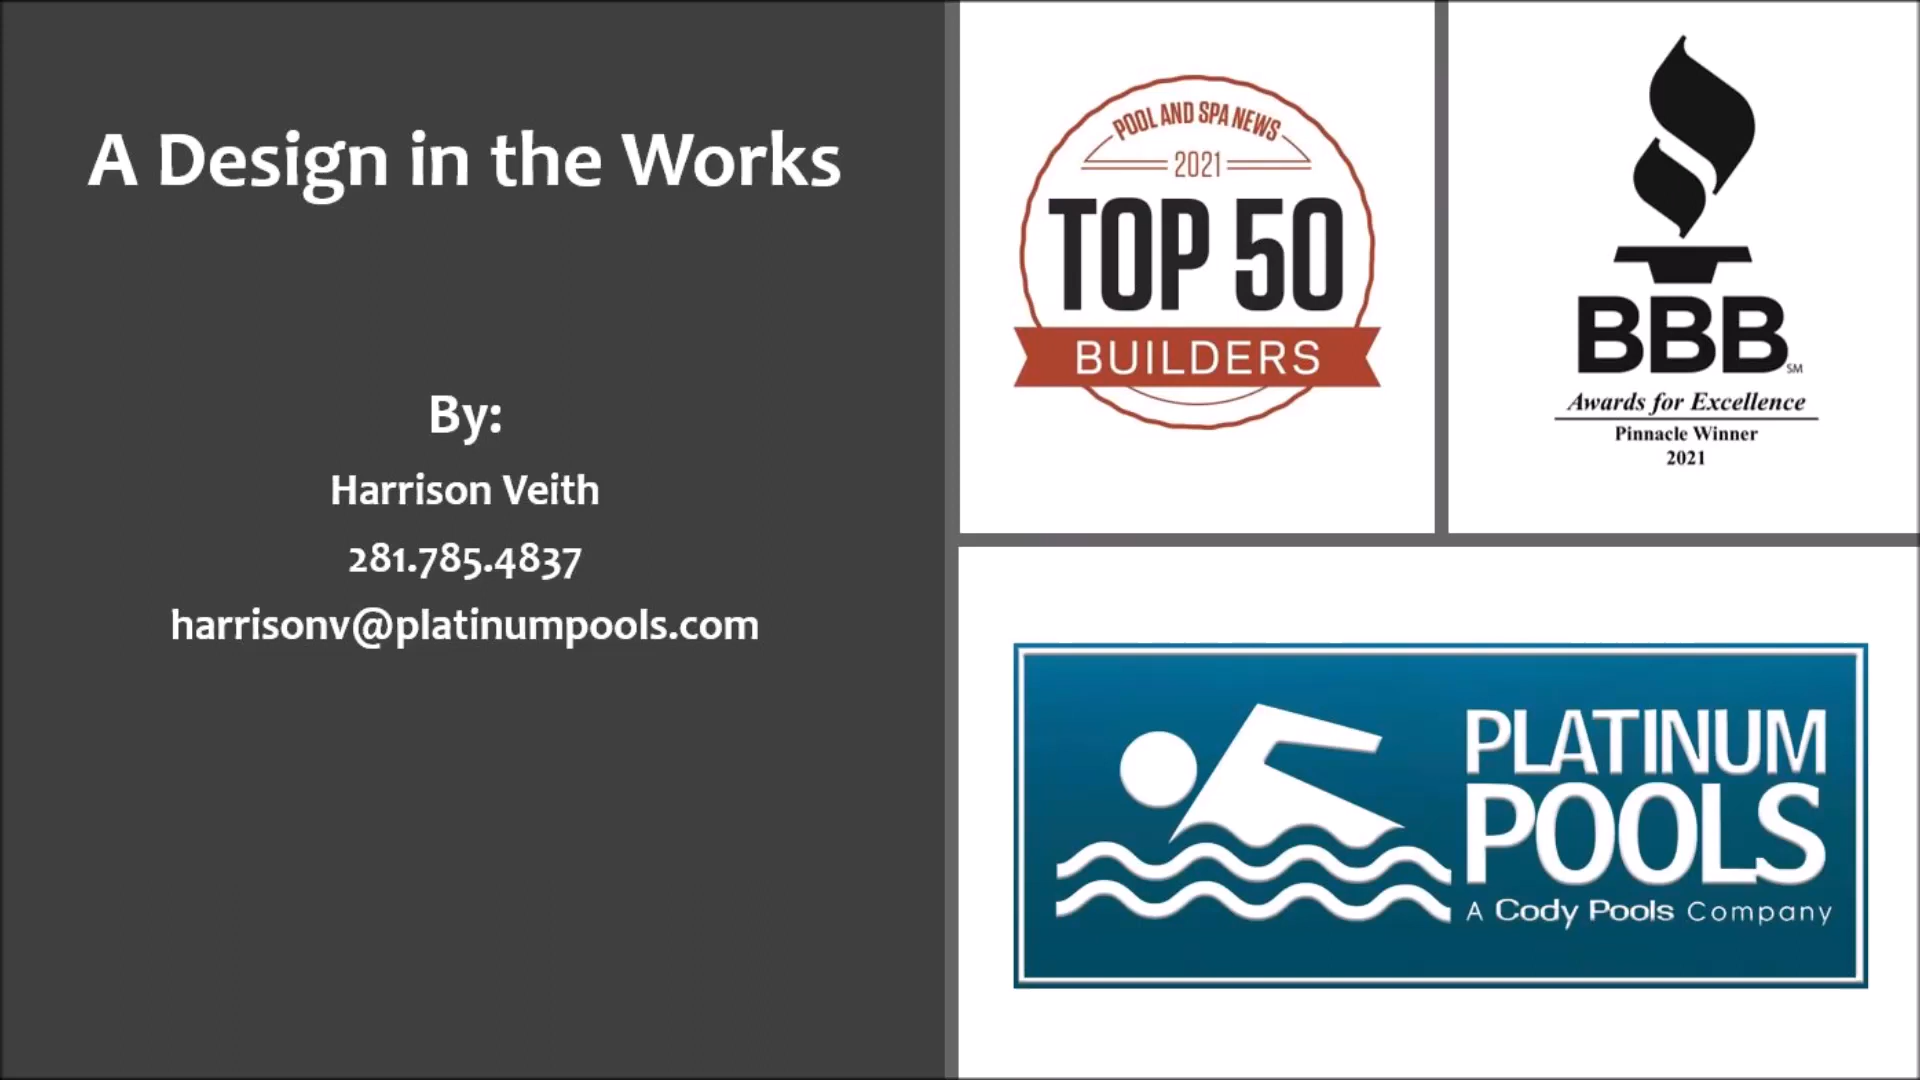 A Design in the Works
By:
Harrison Veith
281.785.4837
harrisonv@platinumpools.com
POOL AND SPA NEWS
2021
TOP 50
BUILDERS
BBB
SM
Awards for Excellence
Pinnacle Winner
2021
PLATINUM
POOLS
A Cody Pools Company